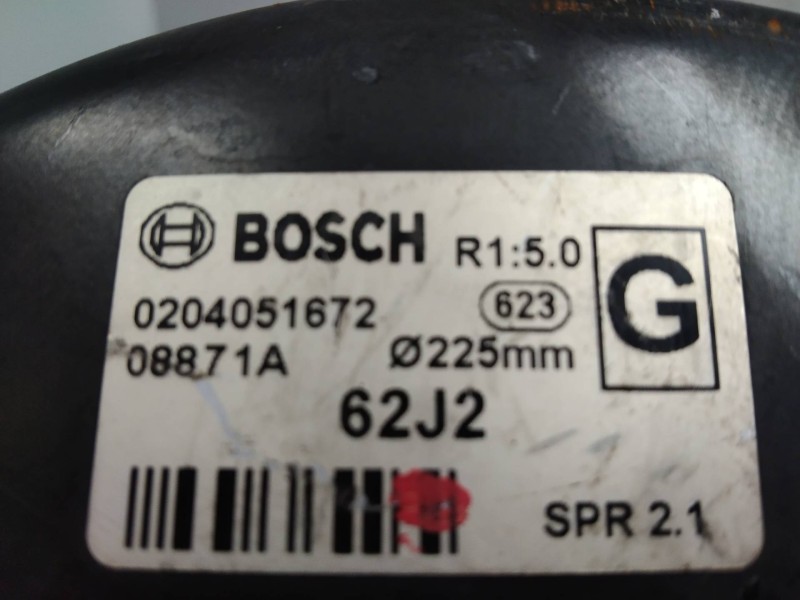 BOSCH R1:5.0
G
0204051672 623
08871A Ø225mm
62J2
SPR 2.1